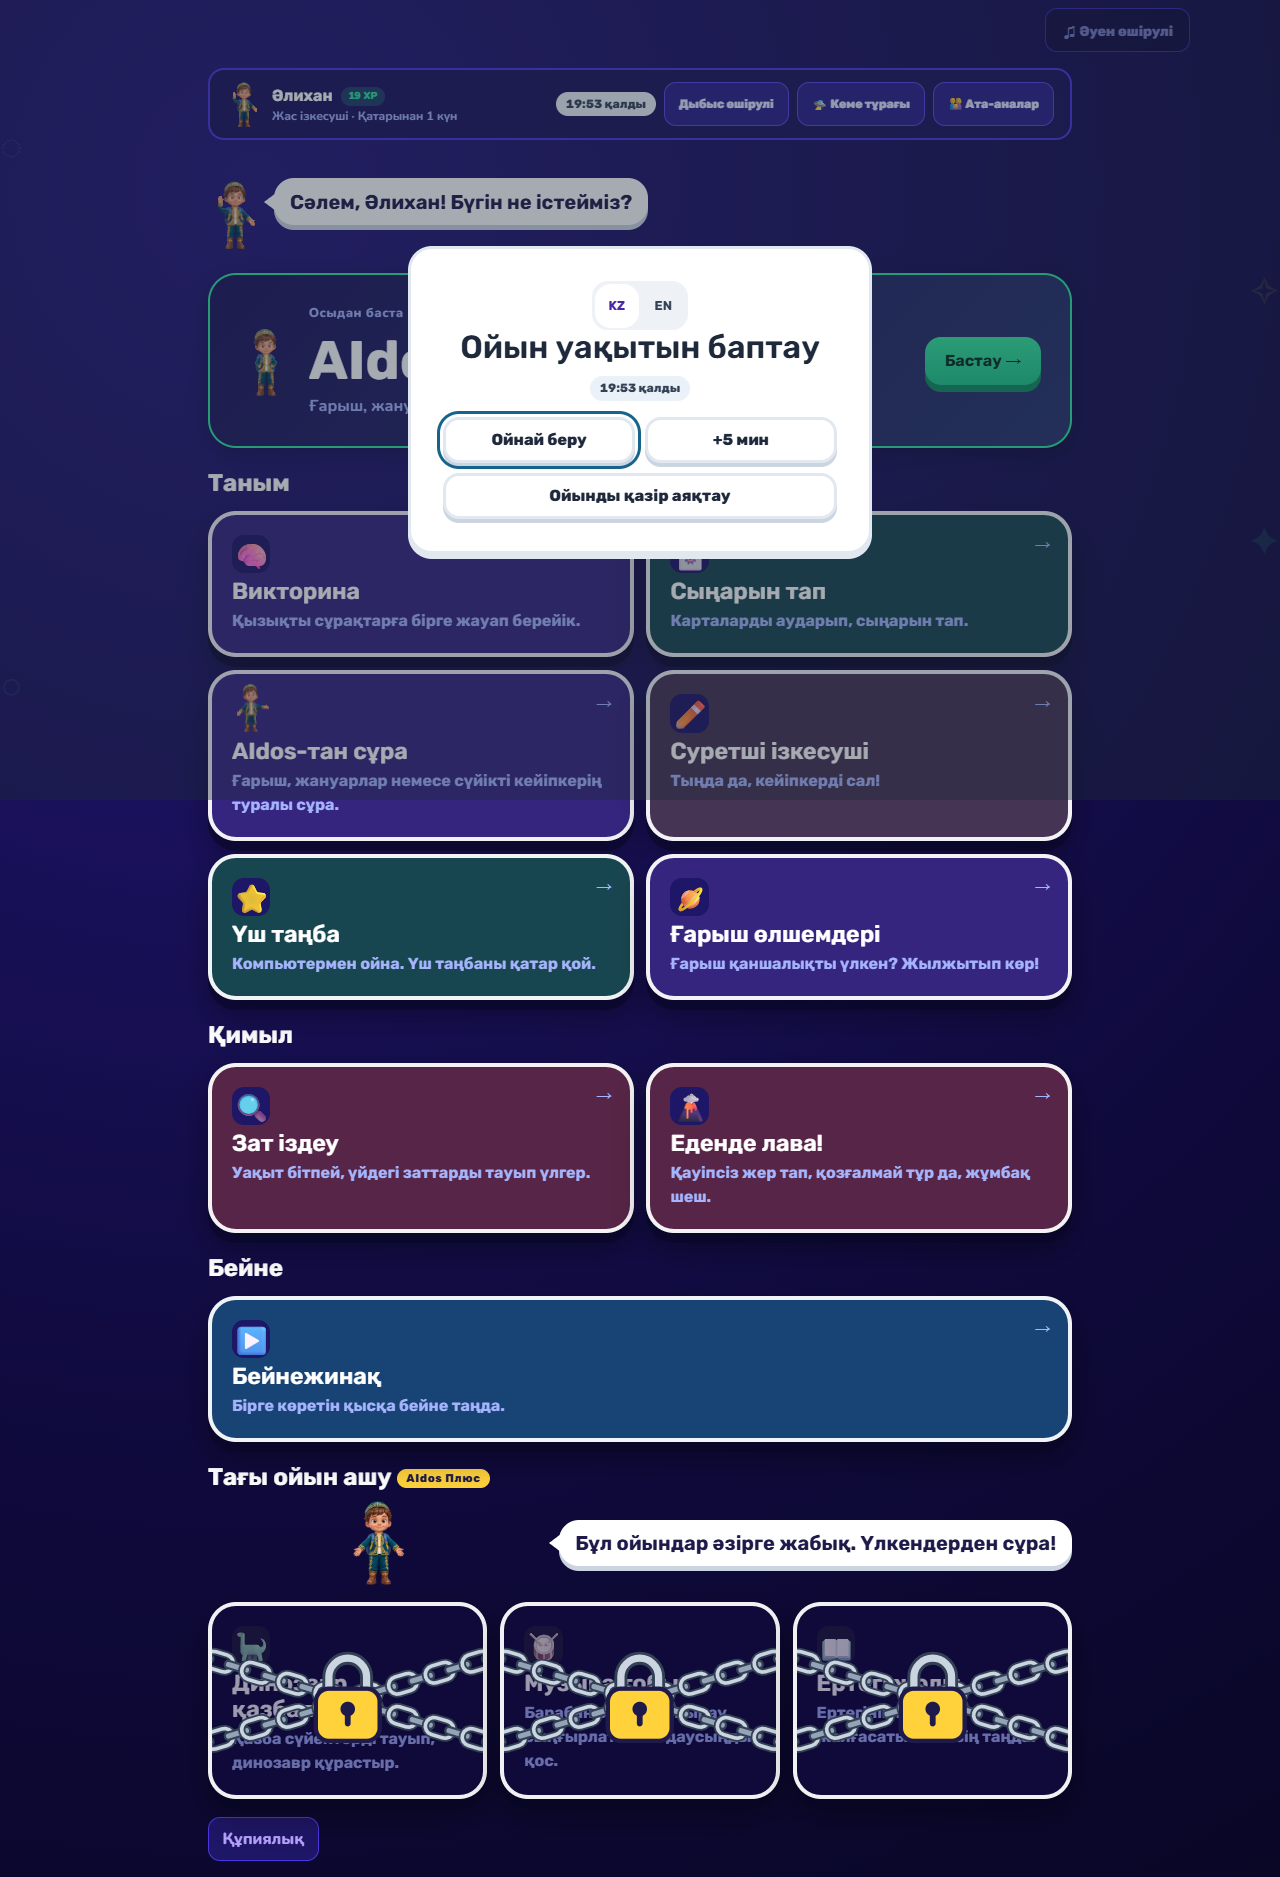 ♫ Әуен өшірулі
Әлихан 19 XP
Жас ізкесуші · Қатарынан 1 күн
19:53 қалды
Дыбыс өшірулі
Кеме тұрағы
Ата-аналар
Сәлем, Әлихан! Бүгін не істейміз?
KZ EN
Ойын уақытын баптау
19:53 қалды
Ойнай беру
+5 мин
Ойынды қазір аяқтау
Осыдан баста
Ғарыш,
Бастау →
Таным
Викторина
Қызықты сұрақтарға бірге жауап берейік.
→
Сыңарын тап
Карталарды аударып, сыңарын тап.
→
Aldos-тан сұра
Ғарыш, жануарлар немесе сүйікті кейіпкерің
туралы сұра.
→
Суретші ізкесуші
Тыңда да, кейіпкерді сал!
→
Үш таңба
Компьютермен ойна. Үш таңбаны қатар қой.
→
Ғарыш өлшемдері
Ғарыш қаншалықты үлкен? Жылжытып көр!
Қимыл
→
Зат іздеу
Уақыт бітпей, үйдегі заттарды тауып үлгер.
→
Еденде лава!
Қауіпсіз жер тап, қозғалмай тұр да, жұмбақ
шеш.
Бейне
→
Бейнежинақ
Бірге көретін қысқа бейне таңда.
Тағы ойын ашу Aldos Плюс
Бұл ойындар әзірге жабық. Үлкендерден сұра!
тауып,
динозавр құрастыр.
қос.
Құпиялық